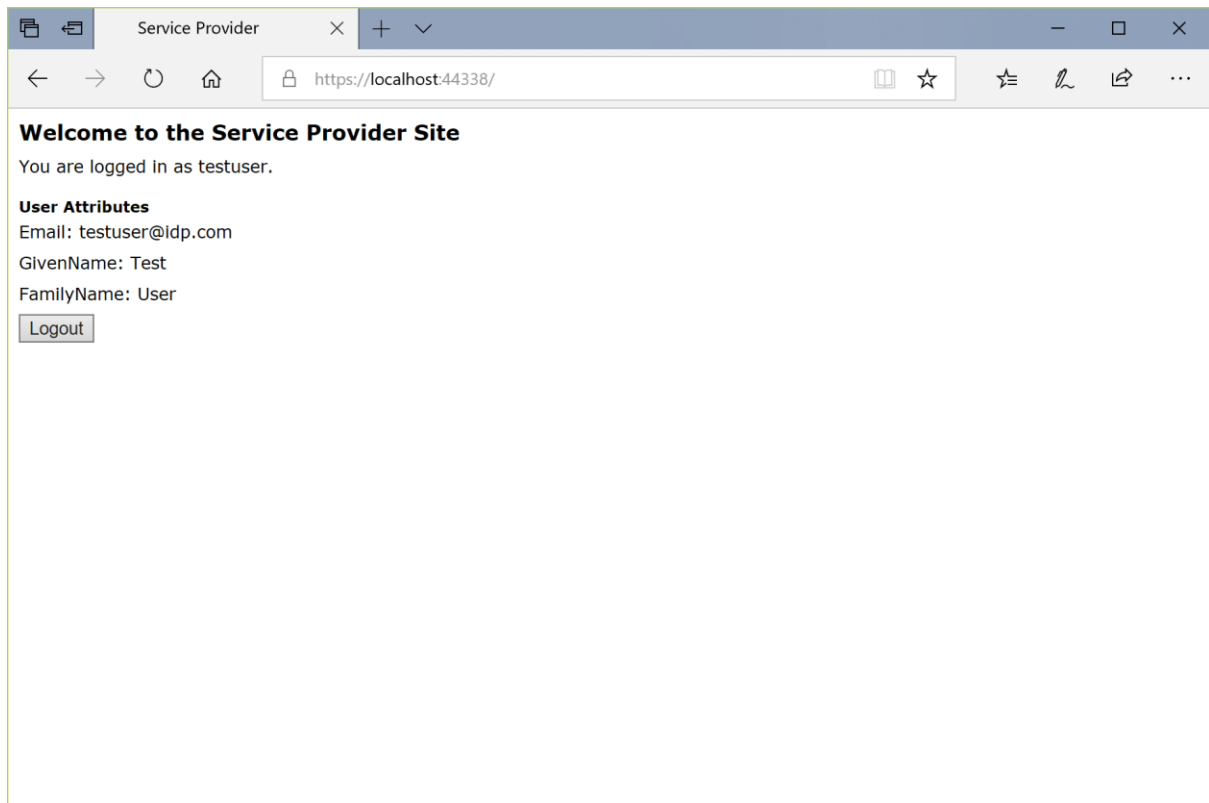 Service Provider
https://localhost:44338/
Welcome to the Service Provider Site
You are logged in as testuser.
User Attributes
Email: testuser@idp.com
GivenName: Test
FamilyName: User
Logout